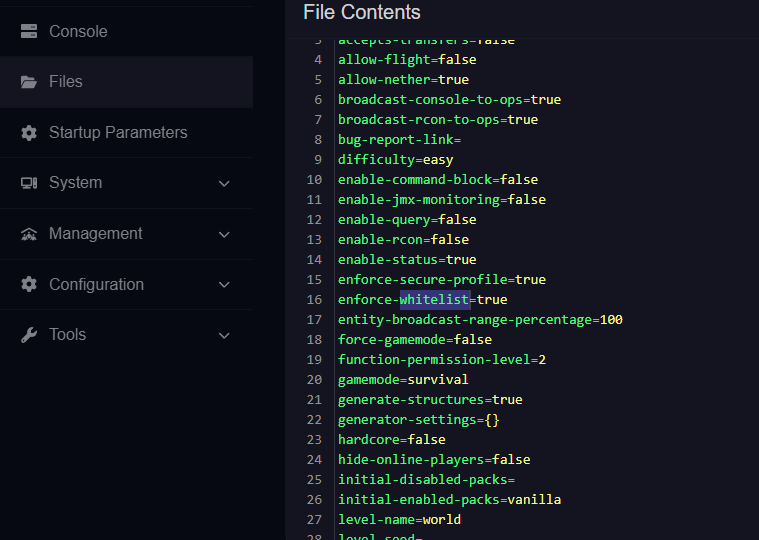 File Contents
Console
Files
Startup Parameters
System
Management
Configuration
Tools
3 accepts-transfers=false
4 allow-flight=false
5 allow-nether=true
6 broadcast-console-to-ops=true
7 broadcast-rcon-to-ops=true
8 bug-report-link=
9 difficulty=easy
10 enable-command-block=false
11 enable-jmx-monitoring=false
12 enable-query=false
13 enable-rcon=false
14 enable-status=true
15 enforce-secure-profile=true
16 enforce-whitelist=true
17 entity-broadcast-range-percentage=100
18 force-gamemode=false
19 function-permission-level=2
20 gamemode=survival
21 generate-structures=true
22 generator-settings={}
23 hardcore=false
24 hide-online-players=false
25 initial-disabled-packs=
26 initial-enabled-packs=vanilla
27 level-name=world
28 level-seed=